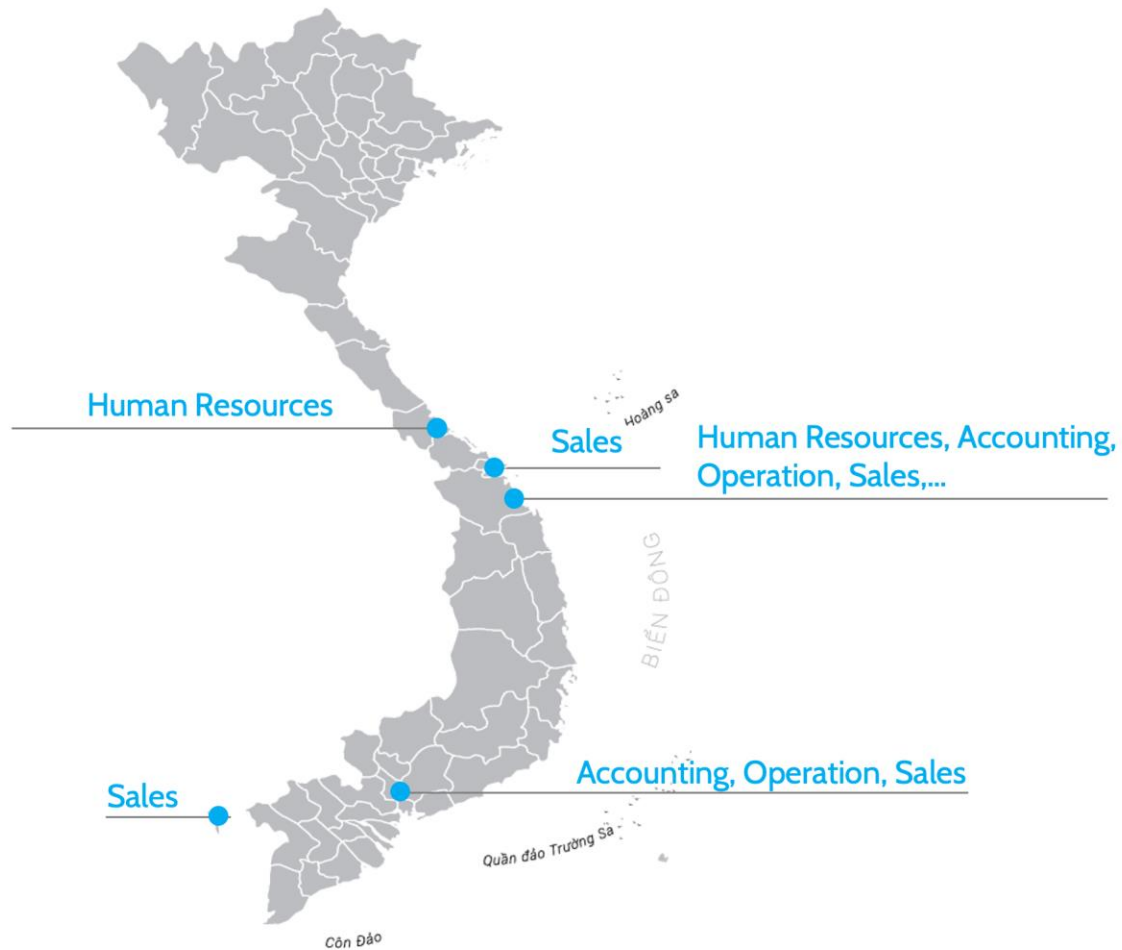 Human Resources
Hoàng sa
Sales
Human Resources, Accounting,
Operation, Sales,...
BIỂN ĐÔNG
Accounting, Operation, Sales
Sales
Quần đảo Trường Sa
Côn Đảo